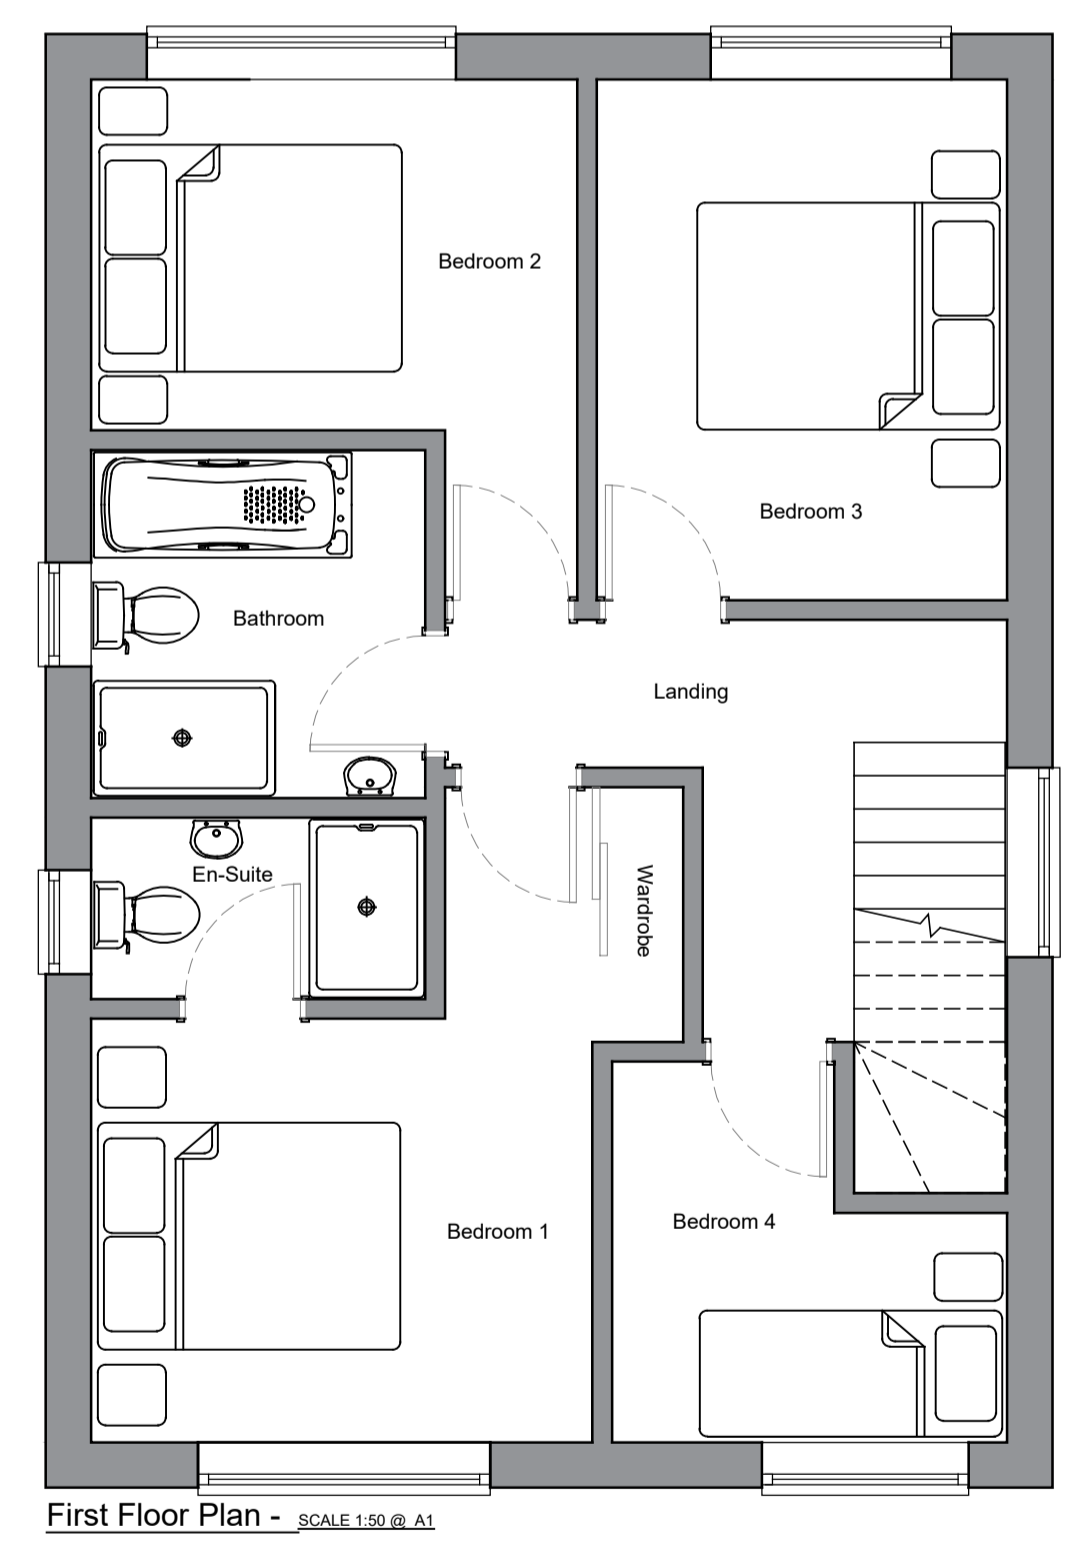 Bedroom 2
Bedroom 3
Bathroom
Landing
En-Suite
Wardrobe
Bedroom 4
Bedroom 1
First Floor Plan - SCALE 1:50 @ A1